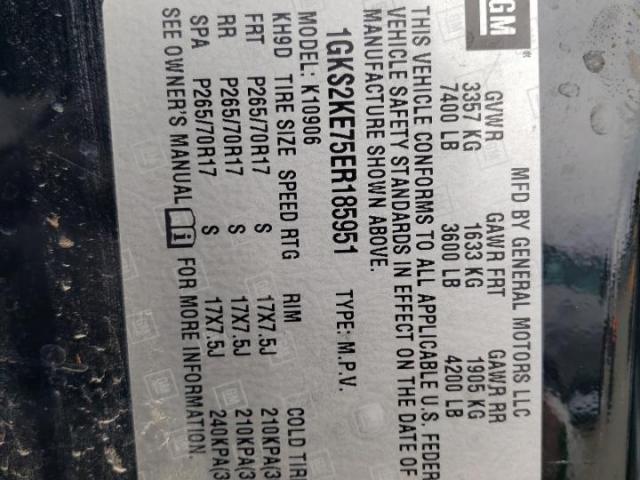 GM
MFD BY GENERAL MOTORS LLC
GVWR GAWR FRT GAWR RR
3357 KG 1633 KG 1905 KG
7400 LB 3600 LB 4200 LB
THIS VEHICLE CONFORMS TO ALL APPLICABLE U.S. FEDER
VEHICLE SAFETY STANDARDS IN EFFECT ON THE DATE OF
MANUFACTURE SHOWN ABOVE.
1GKS2KE75ER185951 TYPE: M.P.V.
MODEL: K10906
KH9D TIRE SIZE SPEED RTG RIM COLD TIR
FRT P265/70R17 S 17X7.5J 210KPA(3
RR P265/70R17 S 17X7.5J 210KPA(3
SPA P265/70R17 S 17X7.5J 240KPA(3
SEE OWNER'S MANUAL i FOR MORE INFORMATION.